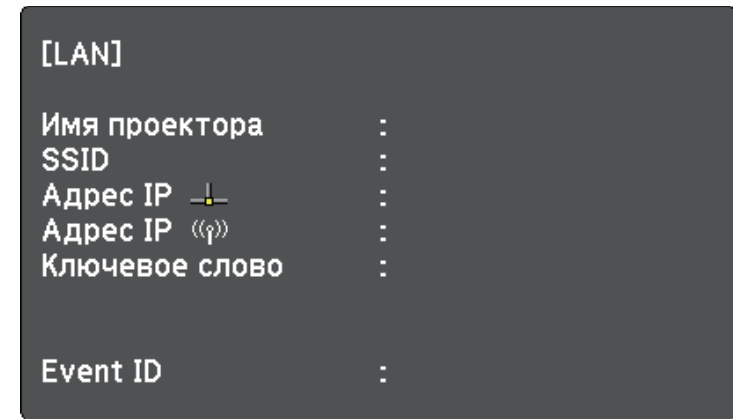 [LAN]
Имя проектора :
SSID :
Адрес IP :
Адрес IP :
Ключевое слово :
Event ID :